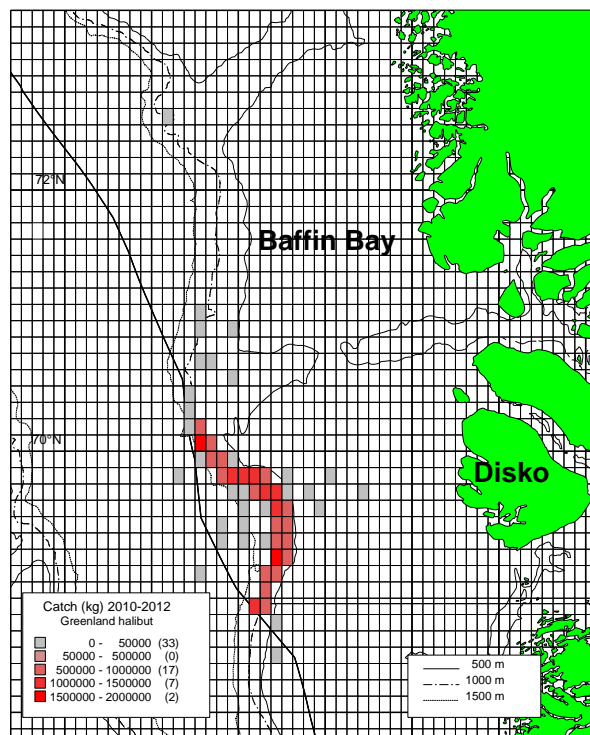 72°N
Baffin Bay
70°N
Disko
Catch (kg) 2010-2012
Greenland halibut
0 - 50000 (33)
50000 - 500000 (0)
500000 - 1000000 (17)
1000000 - 1500000 (7)
1500000 - 2000000 (2)
500 m
1000 m
1500 m